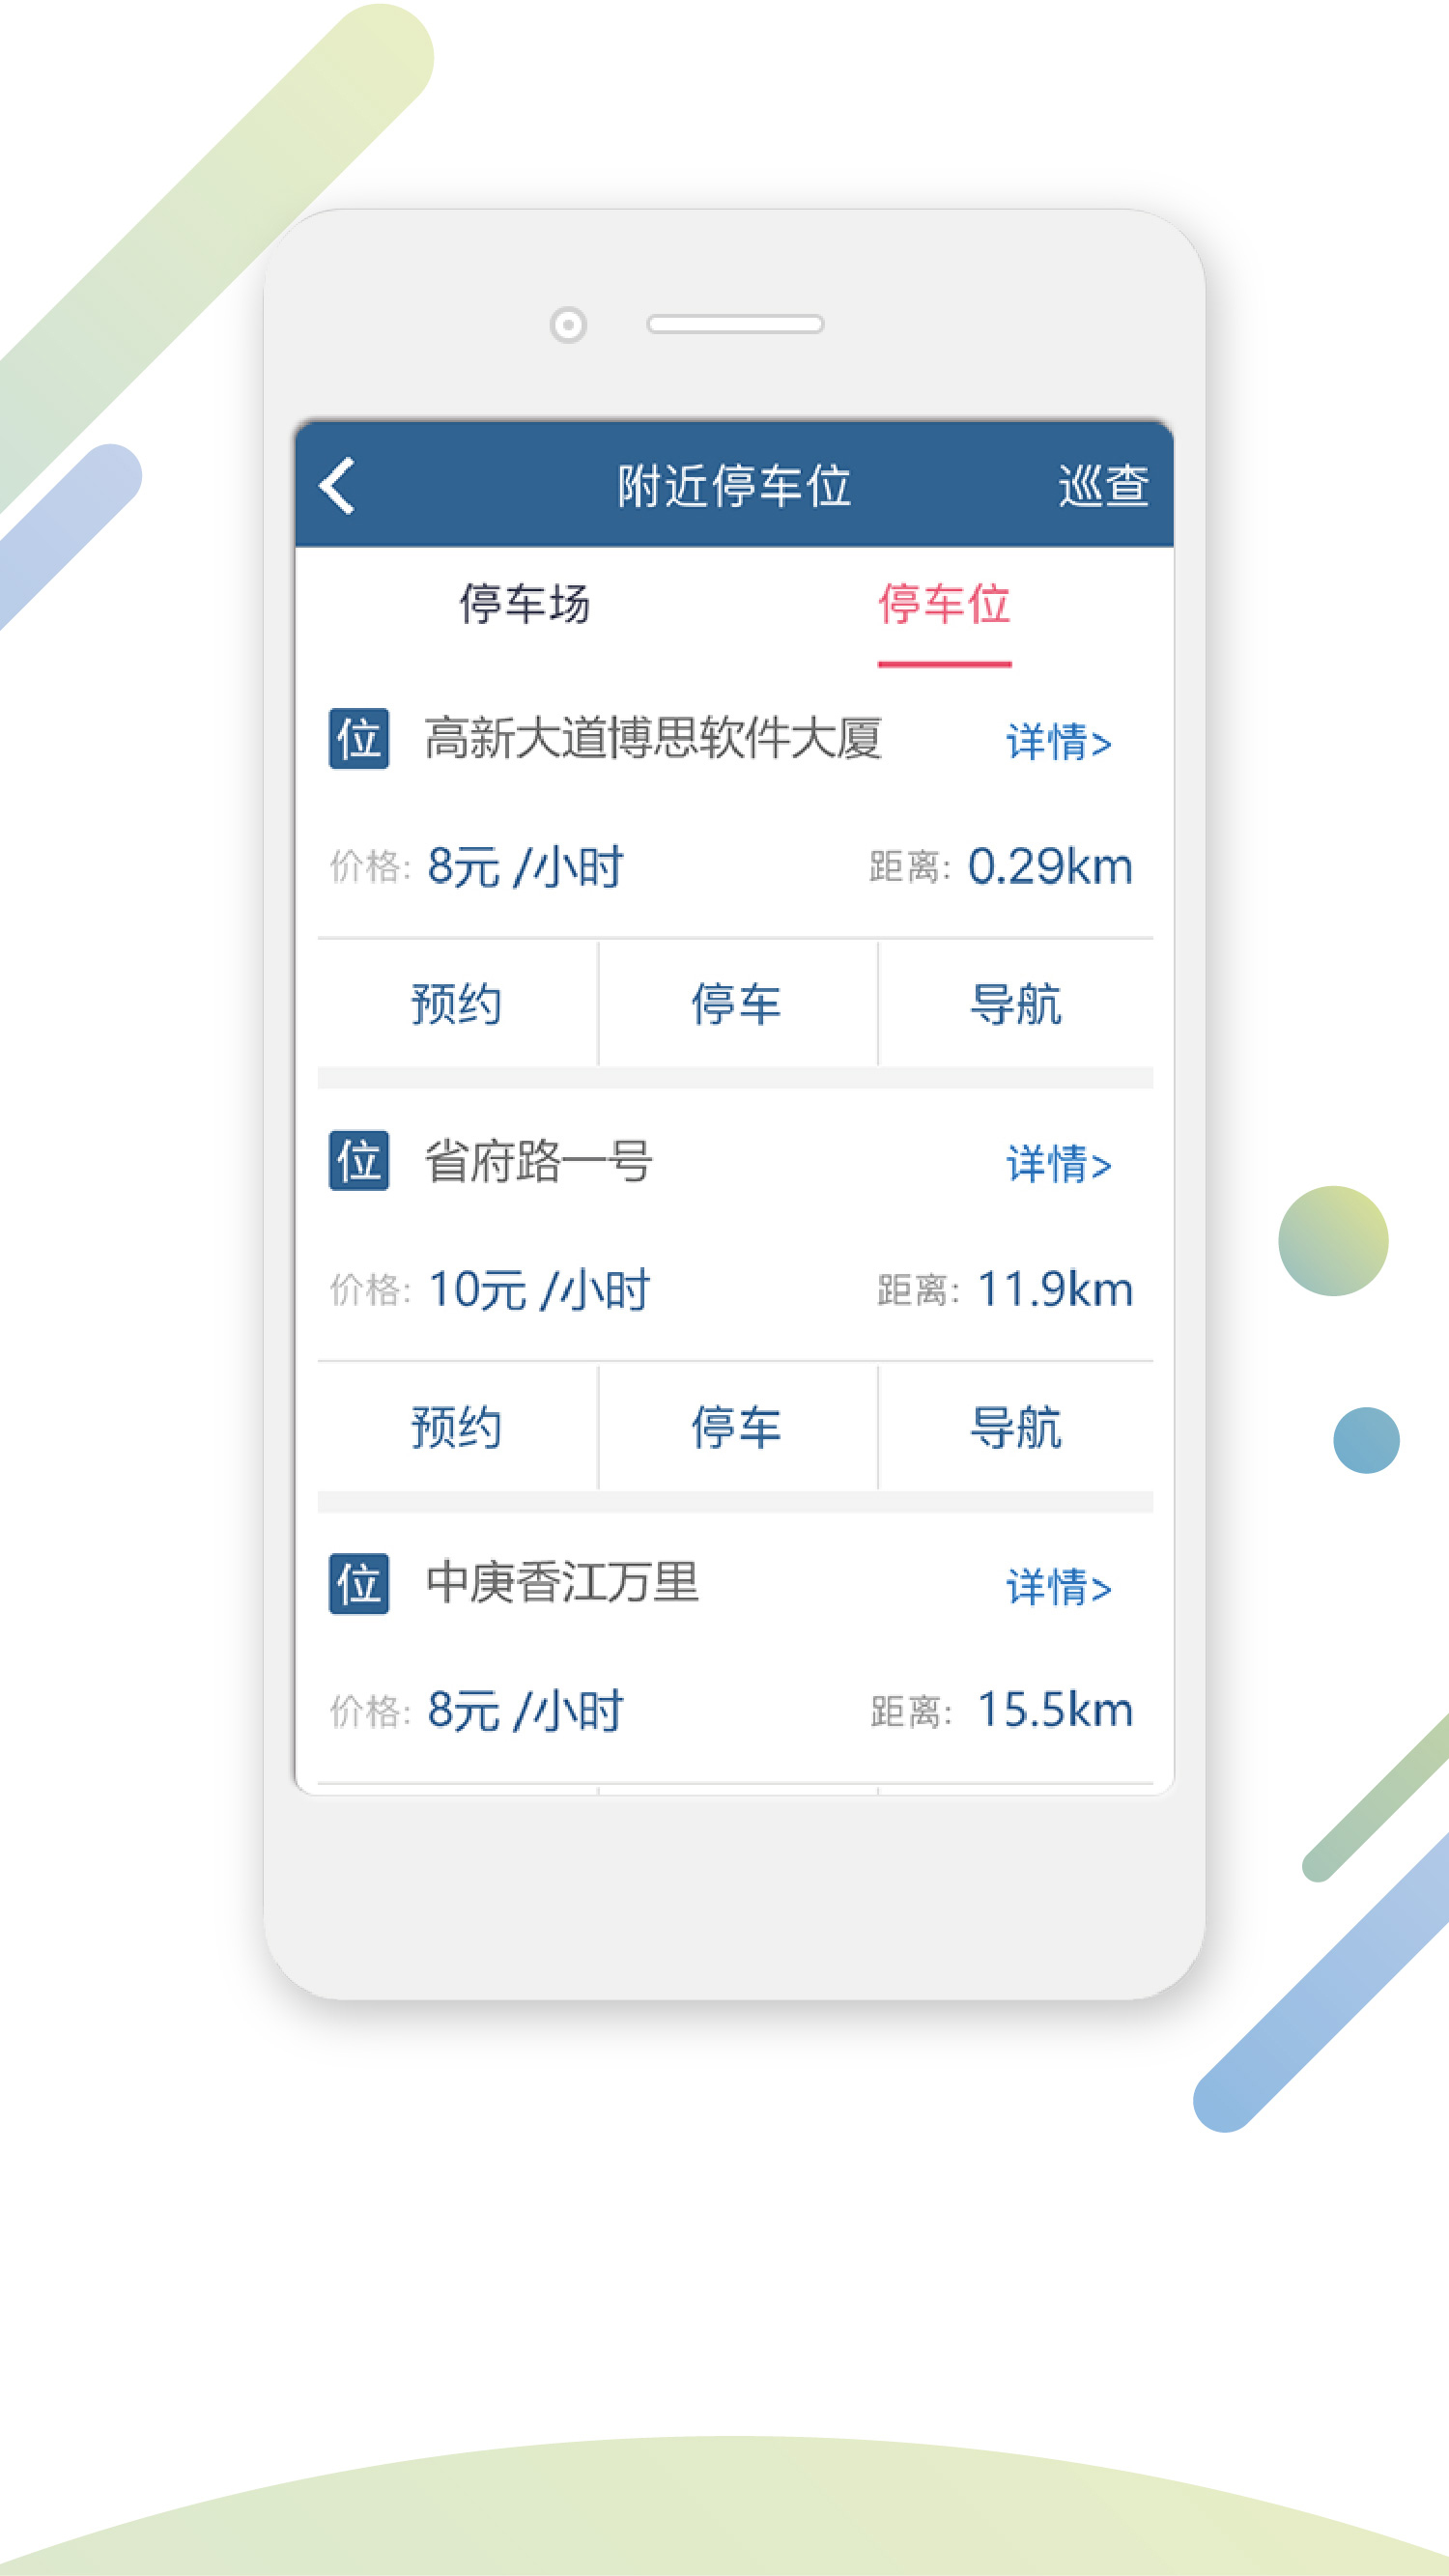 附近停车位 巡查
停车场 停车位
位 高新大道博思软件大厦 详情>
价格: 8元 /小时 距离: 0.29km
预约 停车 导航
位 省府路一号 详情>
价格: 10元 /小时 距离: 11.9km
预约 停车 导航
位 中庚香江万里 详情>
价格: 8元 /小时 距离: 15.5km